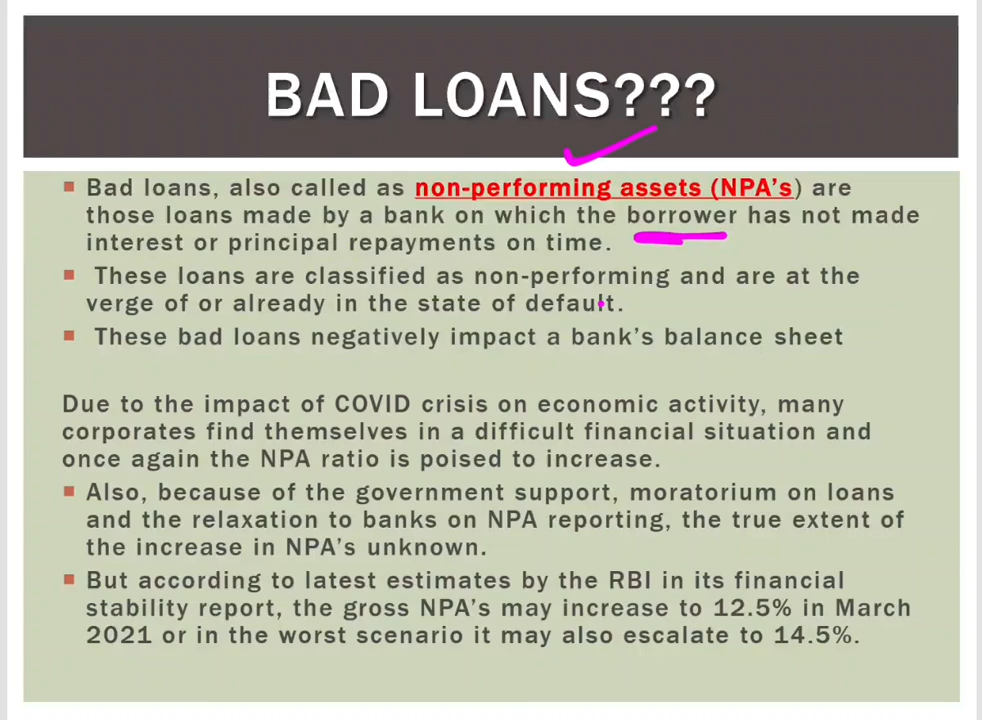 BAD LOANS???
Bad loans, also called as non-performing assets (NPA's) are
those loans made by a bank on which the borrower has not made
interest or principal repayments on time.
These loans are classified as non-performing and are at the
verge of or already in the state of default.
These bad loans negatively impact a bank's balance sheet
Due to the impact of COVID crisis on economic activity, many
corporates find themselves in a difficult financial situation and
once again the NPA ratio is poised to increase.
Also, because of the government support, moratorium on loans
and the relaxation to banks on NPA reporting, the true extent of
the increase in NPA's unknown.
But according to latest estimates by the RBI in its financial
stability report, the gross NPA's may increase to 12.5% in March
2021 or in the worst scenario it may also escalate to 14.5%.